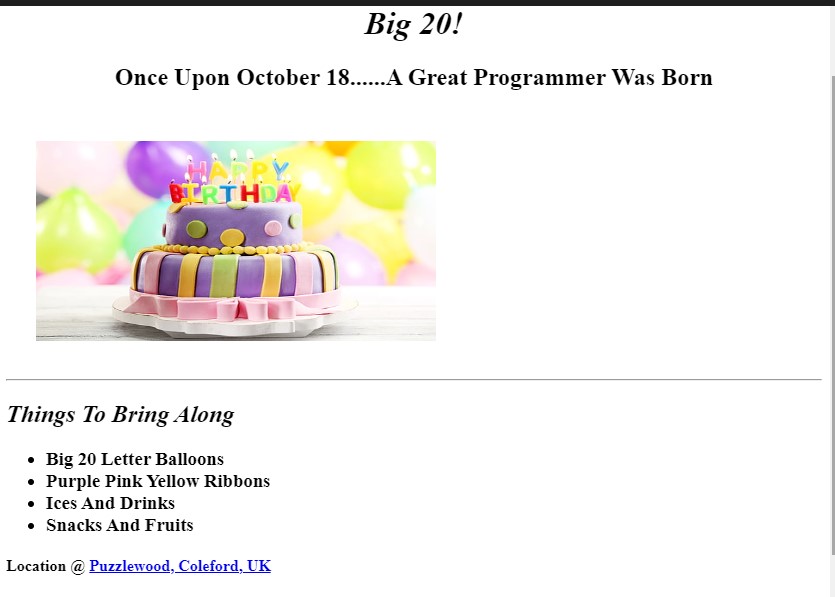 Big 20!
Once Upon October 18......A Great Programmer Was Born
HAPPY
BIRTHDAY
Things To Bring Along
Big 20 Letter Balloons
Purple Pink Yellow Ribbons
Ices And Drinks
Snacks And Fruits
Location @ Puzzlewood, Coleford, UK